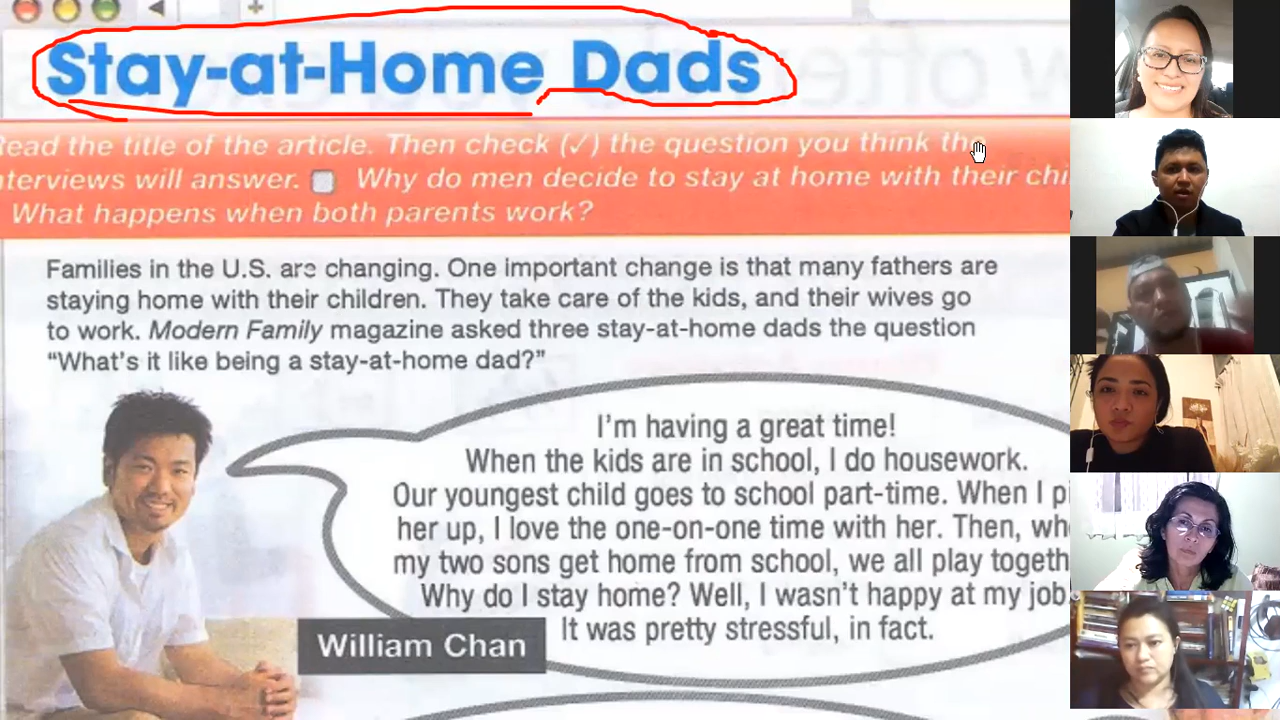 Stay-at-Home Dads
Read the title of the article. Then check (✓) the question you think the
nterviews will answer. Why do men decide to stay at home with their chi
What happens when both parents work?
Families in the U.S. are changing. One important change is that many fathers are
staying home with their children. They take care of the kids, and their wives go
to work. Modern Family magazine asked three stay-at-home dads the question
“What’s it like being a stay-at-home dad?”
I’m having a great time!
When the kids are in school, I do housework.
Our youngest child goes to school part-time. When I pi
her up, I love the one-on-one time with her. Then, wh
my two sons get home from school, we all play togeth
Why do I stay home? Well, I wasn’t happy at my job.
It was pretty stressful, in fact.
William Chan